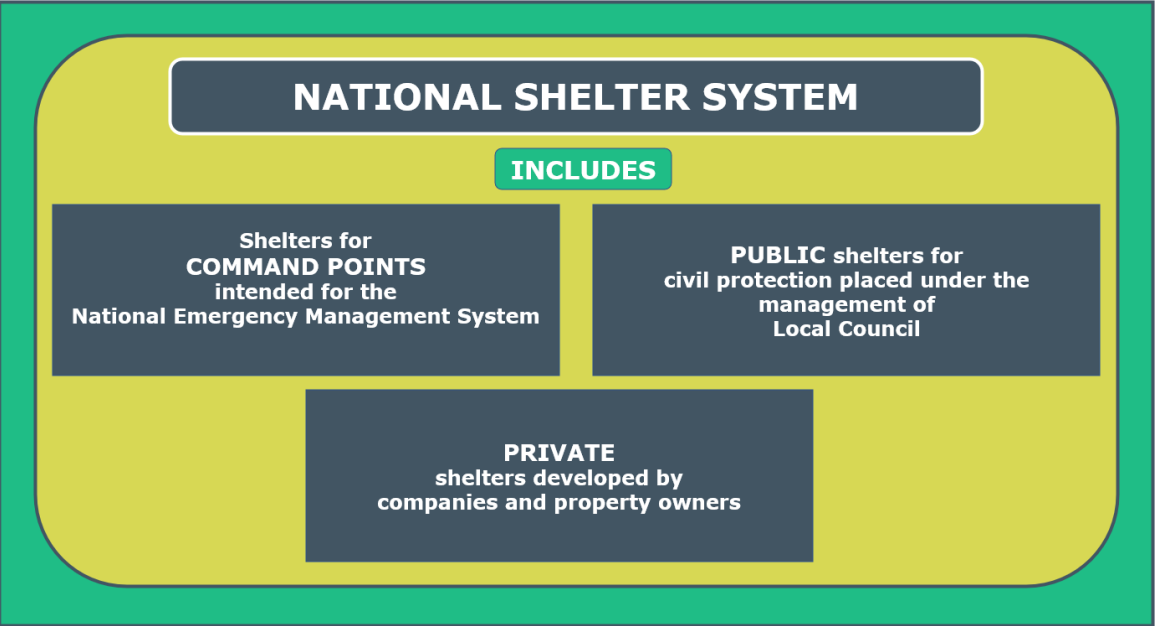 NATIONAL SHELTER SYSTEM
INCLUDES
Shelters for
COMMAND POINTS
intended for the
National Emergency Management System
PUBLIC shelters for
civil protection placed under the
management of
Local Council
PRIVATE
shelters developed by
companies and property owners